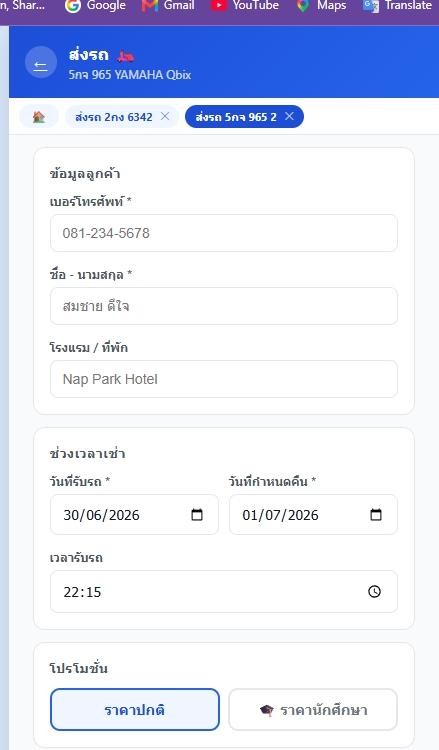 n, Shar...  Google  Gmail  YouTube  Maps  Translate
ส่งรถ
5กจ 965 YAMAHA Qbix
ส่งรถ 2กง 6342 ×  ส่งรถ 5กจ 965 2 ×
ข้อมูลลูกค้า
เบอร์โทรศัพท์ *
081-234-5678
ชื่อ - นามสกุล *
สมชาย ดีใจ
โรงแรม / ที่พัก
Nap Park Hotel
ช่วงเวลาเช่า
วันที่รับรถ *  วันที่กำหนดคืน *
30/06/2026  01/07/2026
เวลารับรถ
22:15
โปรโมชั่น
ราคาปกติ  ราคานักศึกษา